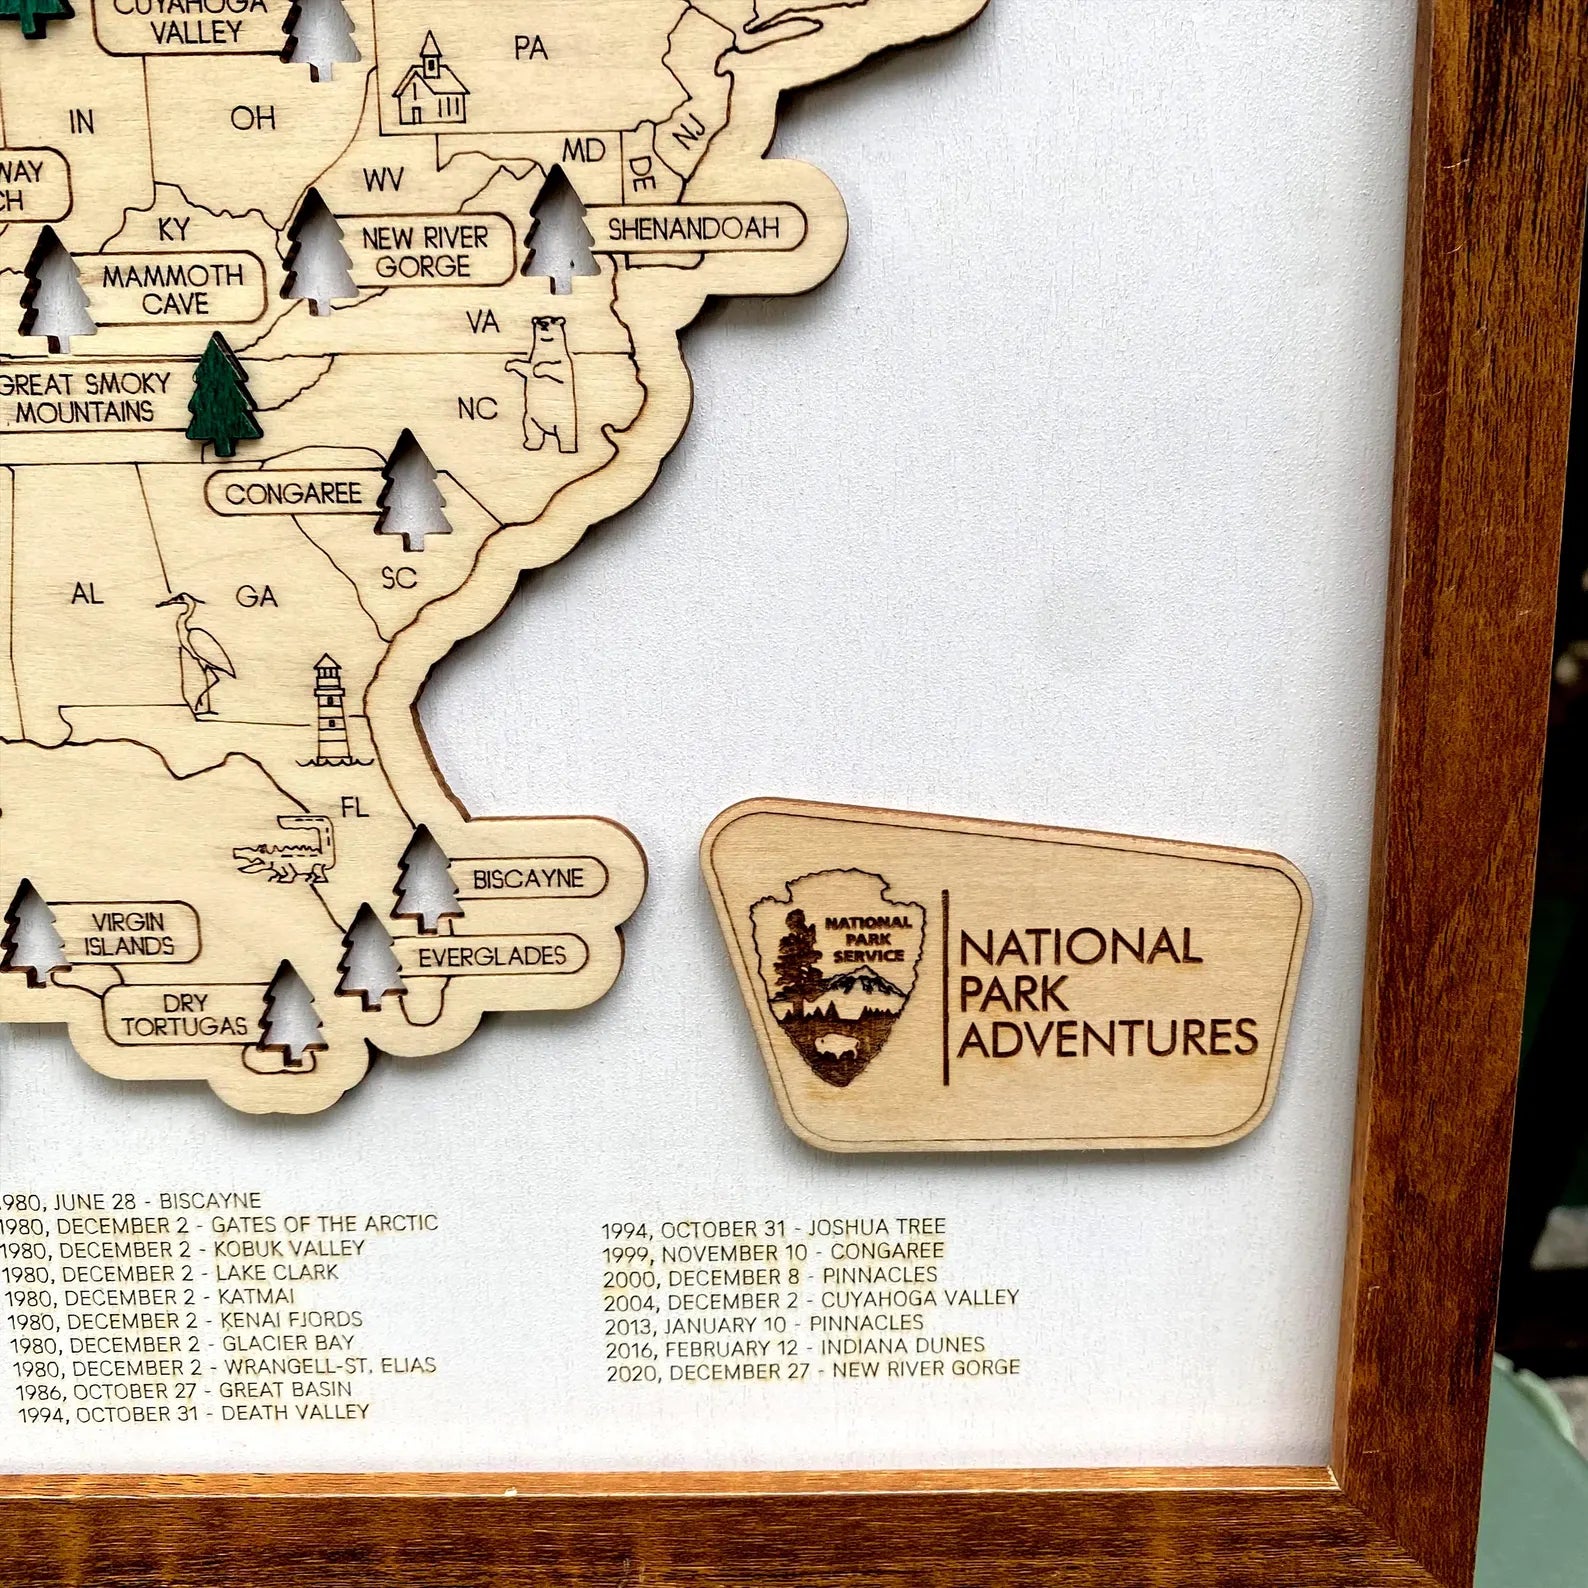 CUYAHOGA
VALLEY
PA
IN
OH
MD
NJ
DE
WV
KY
NEW RIVER
GORGE
SHENANDOAH
MAMMOTH
CAVE
VA
GREAT SMOKY
MOUNTAINS
NC
CONGAREE
SC
AL
GA
FL
BISCAYNE
EVERGLADES
VIRGIN
ISLANDS
DRY
TORTUGAS
NATIONAL
PARK
SERVICE
NATIONAL
PARK
ADVENTURES
1980, JUNE 28 - BISCAYNE
1980, DECEMBER 2 - GATES OF THE ARCTIC
1980, DECEMBER 2 - KOBUK VALLEY
1980, DECEMBER 2 - LAKE CLARK
1980, DECEMBER 2 - KATMAI
1980, DECEMBER 2 - KENAI FJORDS
1980, DECEMBER 2 - GLACIER BAY
1980, DECEMBER 2 - WRANGELL-ST. ELIAS
1986, OCTOBER 27 - GREAT BASIN
1994, OCTOBER 31 - DEATH VALLEY
1994, OCTOBER 31 - JOSHUA TREE
1999, NOVEMBER 10 - CONGAREE
2000, DECEMBER 8 - PINNACLES
2004, DECEMBER 2 - CUYAHOGA VALLEY
2013, JANUARY 10 - PINNACLES
2016, FEBRUARY 12 - INDIANA DUNES
2020, DECEMBER 27 - NEW RIVER GORGE